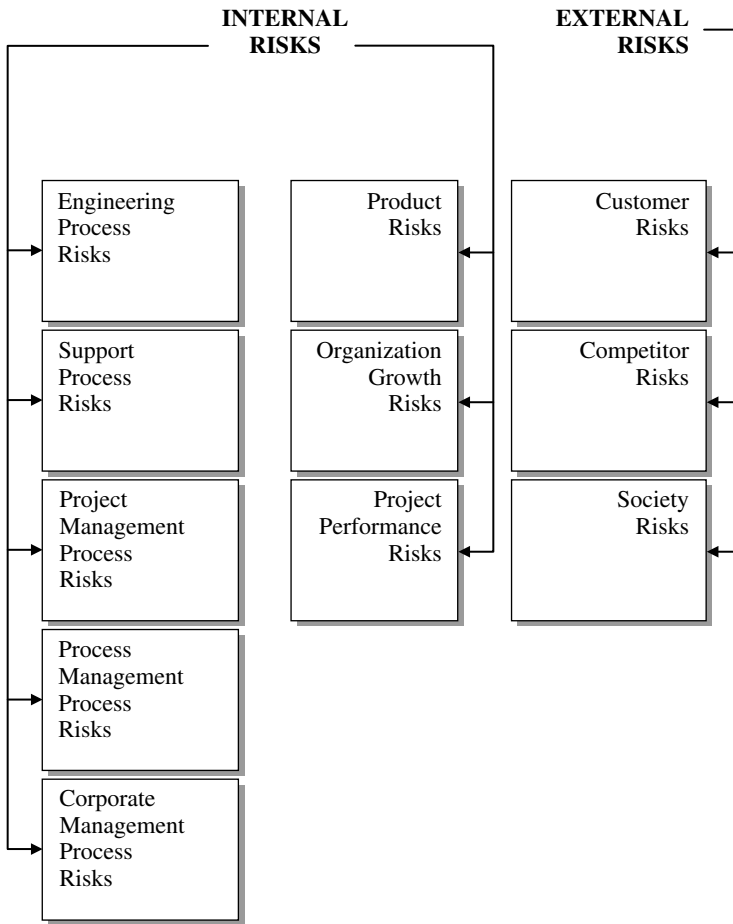 INTERNAL
RISKS
EXTERNAL
RISKS
Engineering
Process
Risks
Support
Process
Risks
Project
Management
Process
Risks
Process
Management
Process
Risks
Corporate
Management
Process
Risks
Product
Risks
Organization
Growth
Risks
Project
Performance
Risks
Customer
Risks
Competitor
Risks
Society
Risks